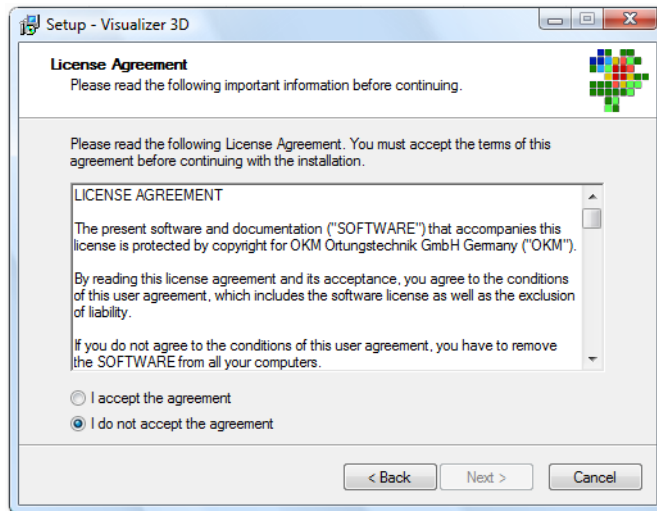 Setup - Visualizer 3D
License Agreement
Please read the following important information before continuing.
Please read the following License Agreement. You must accept the terms of this
agreement before continuing with the installation.
LICENSE AGREEMENT
The present software and documentation ("SOFTWARE") that accompanies this
license is protected by copyright for OKM Ortungstechnik GmbH Germany ("OKM").
By reading this license agreement and its acceptance, you agree to the conditions
of this user agreement, which includes the software license as well as the exclusion
of liability.
If you do not agree to the conditions of this user agreement, you have to remove
the SOFTWARE from all your computers.
I accept the agreement
I do not accept the agreement
< Back Next > Cancel